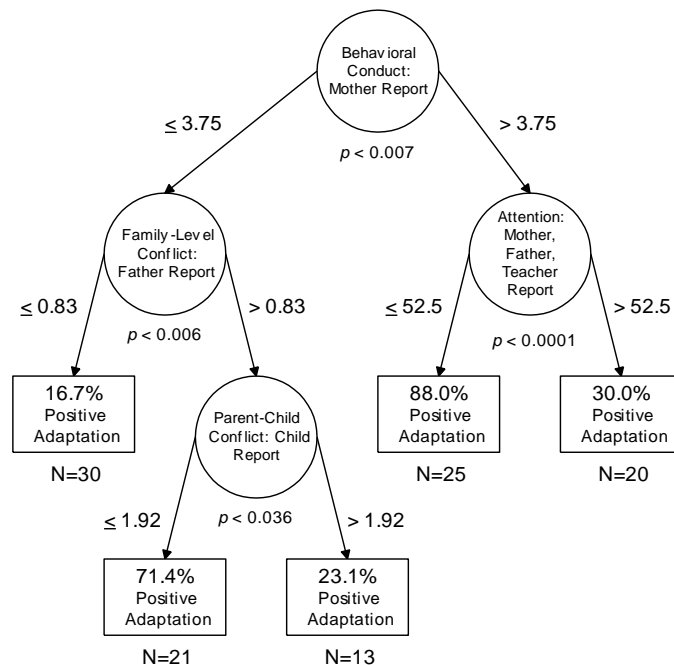 Behavioral
Conduct:
Mother Report
≤ 3.75
> 3.75
p < 0.007
Family-Level
Conflict:
Father Report
Attention:
Mother,
Father,
Teacher
Report
≤ 0.83
> 0.83
≤ 52.5
> 52.5
p < 0.006
p < 0.0001
16.7%
Positive
Adaptation
N=30
Parent-Child
Conflict: Child
Report
88.0%
Positive
Adaptation
N=25
30.0%
Positive
Adaptation
N=20
≤ 1.92
p < 0.036
> 1.92
71.4%
Positive
Adaptation
N=21
23.1%
Positive
Adaptation
N=13